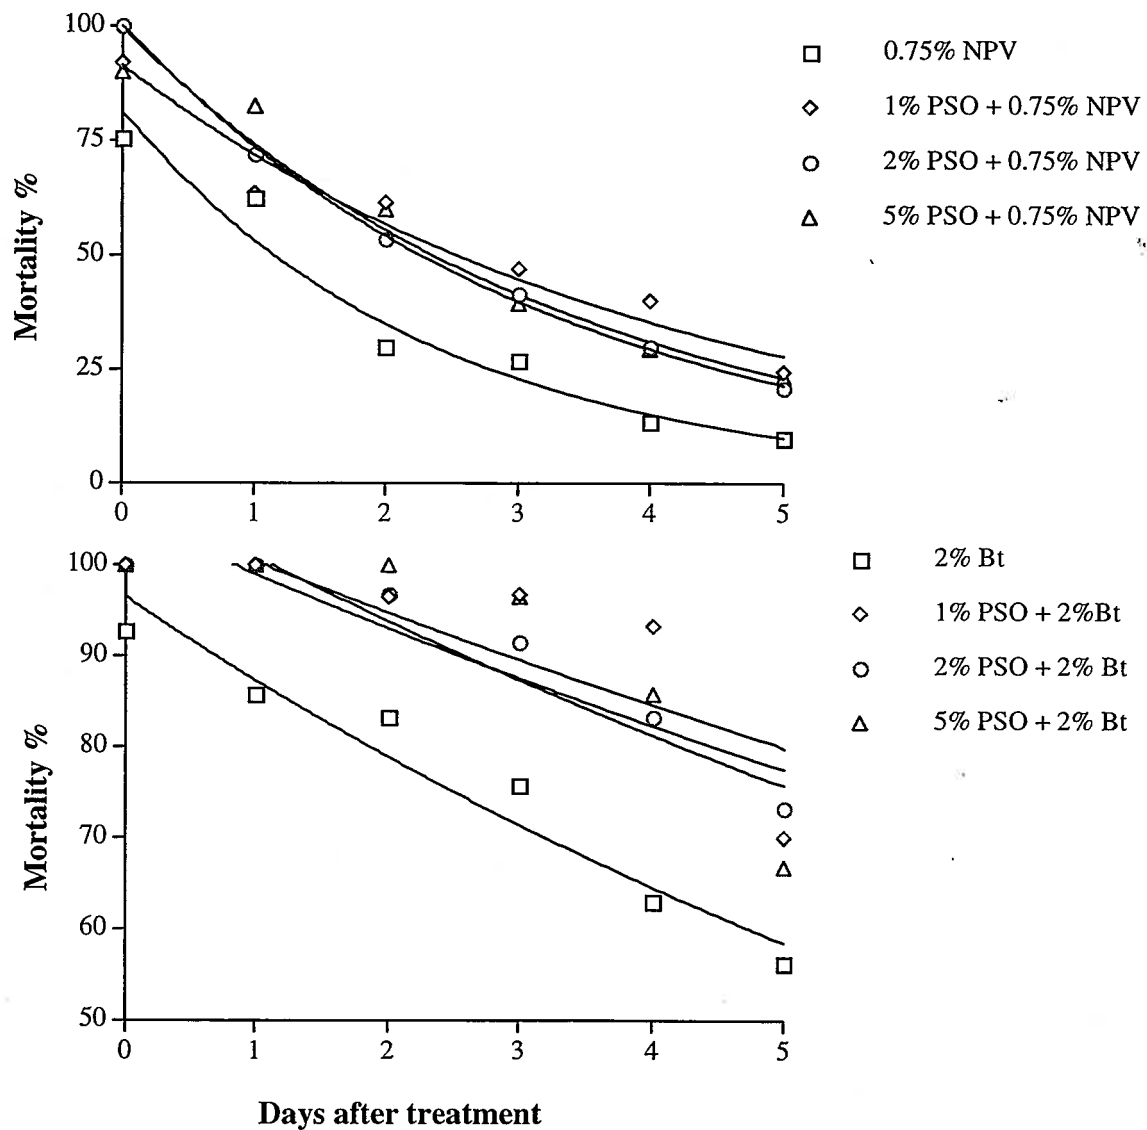 100
75
50
25
0
Mortality %
0 1 2 3 4 5
0.75% NPV
1% PSO + 0.75% NPV
2% PSO + 0.75% NPV
5% PSO + 0.75% NPV
100
90
80
70
60
50
Mortality %
0 1 2 3 4 5
2% Bt
1% PSO + 2%Bt
2% PSO + 2% Bt
5% PSO + 2% Bt
Days after treatment